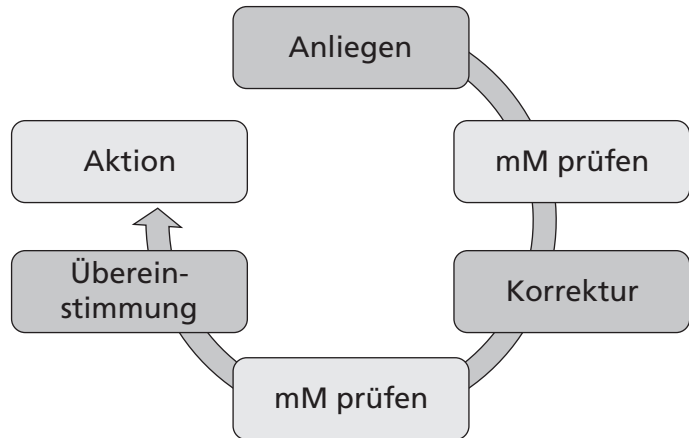 Anliegen
mM prüfen
Korrektur
mM prüfen
Überein-
stimmung
Aktion